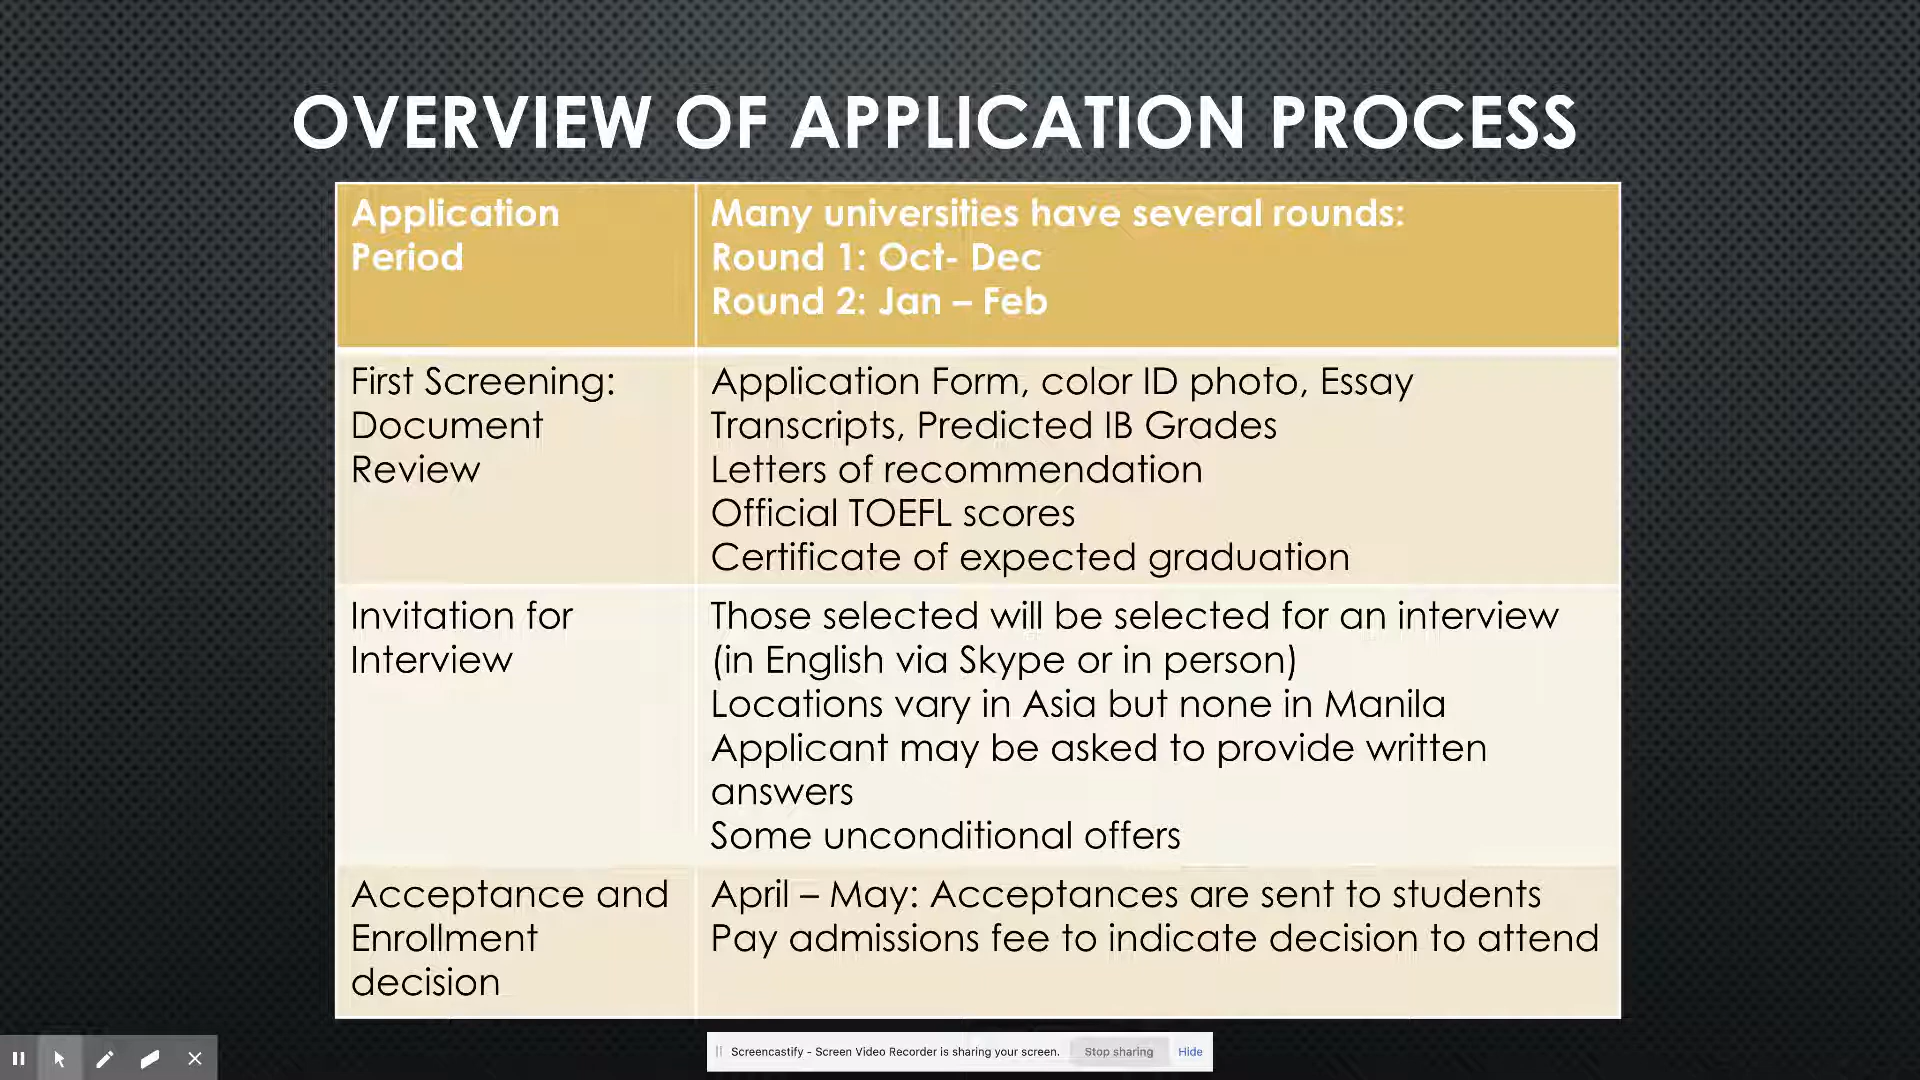 OVERVIEW OF APPLICATION PROCESS
Application
Period
Many universities have several rounds:
Round 1: Oct- Dec
Round 2: Jan – Feb
First Screening:
Document
Review
Application Form, color ID photo, Essay
Transcripts, Predicted IB Grades
Letters of recommendation
Official TOEFL scores
Certificate of expected graduation
Invitation for
Interview
Those selected will be selected for an interview
(in English via Skype or in person)
Locations vary in Asia but none in Manila
Applicant may be asked to provide written
answers
Some unconditional offers
Acceptance and
Enrollment
decision
April – May: Acceptances are sent to students
Pay admissions fee to indicate decision to attend
Screencastify - Screen Video Recorder is sharing your screen. Stop sharing Hide